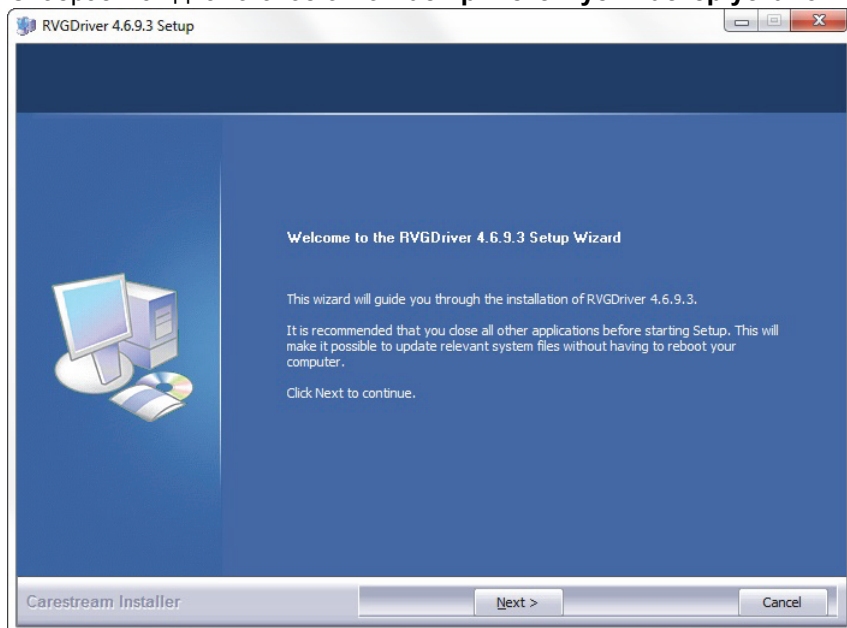 RVGDriver 4.6.9.3 Setup
Welcome to the RVGDriver 4.6.9.3 Setup Wizard
This wizard will guide you through the installation of RVGDriver 4.6.9.3.
It is recommended that you close all other applications before starting Setup. This will
make it possible to update relevant system files without having to reboot your
computer.
Click Next to continue.
Carestream Installer
Next >
Cancel